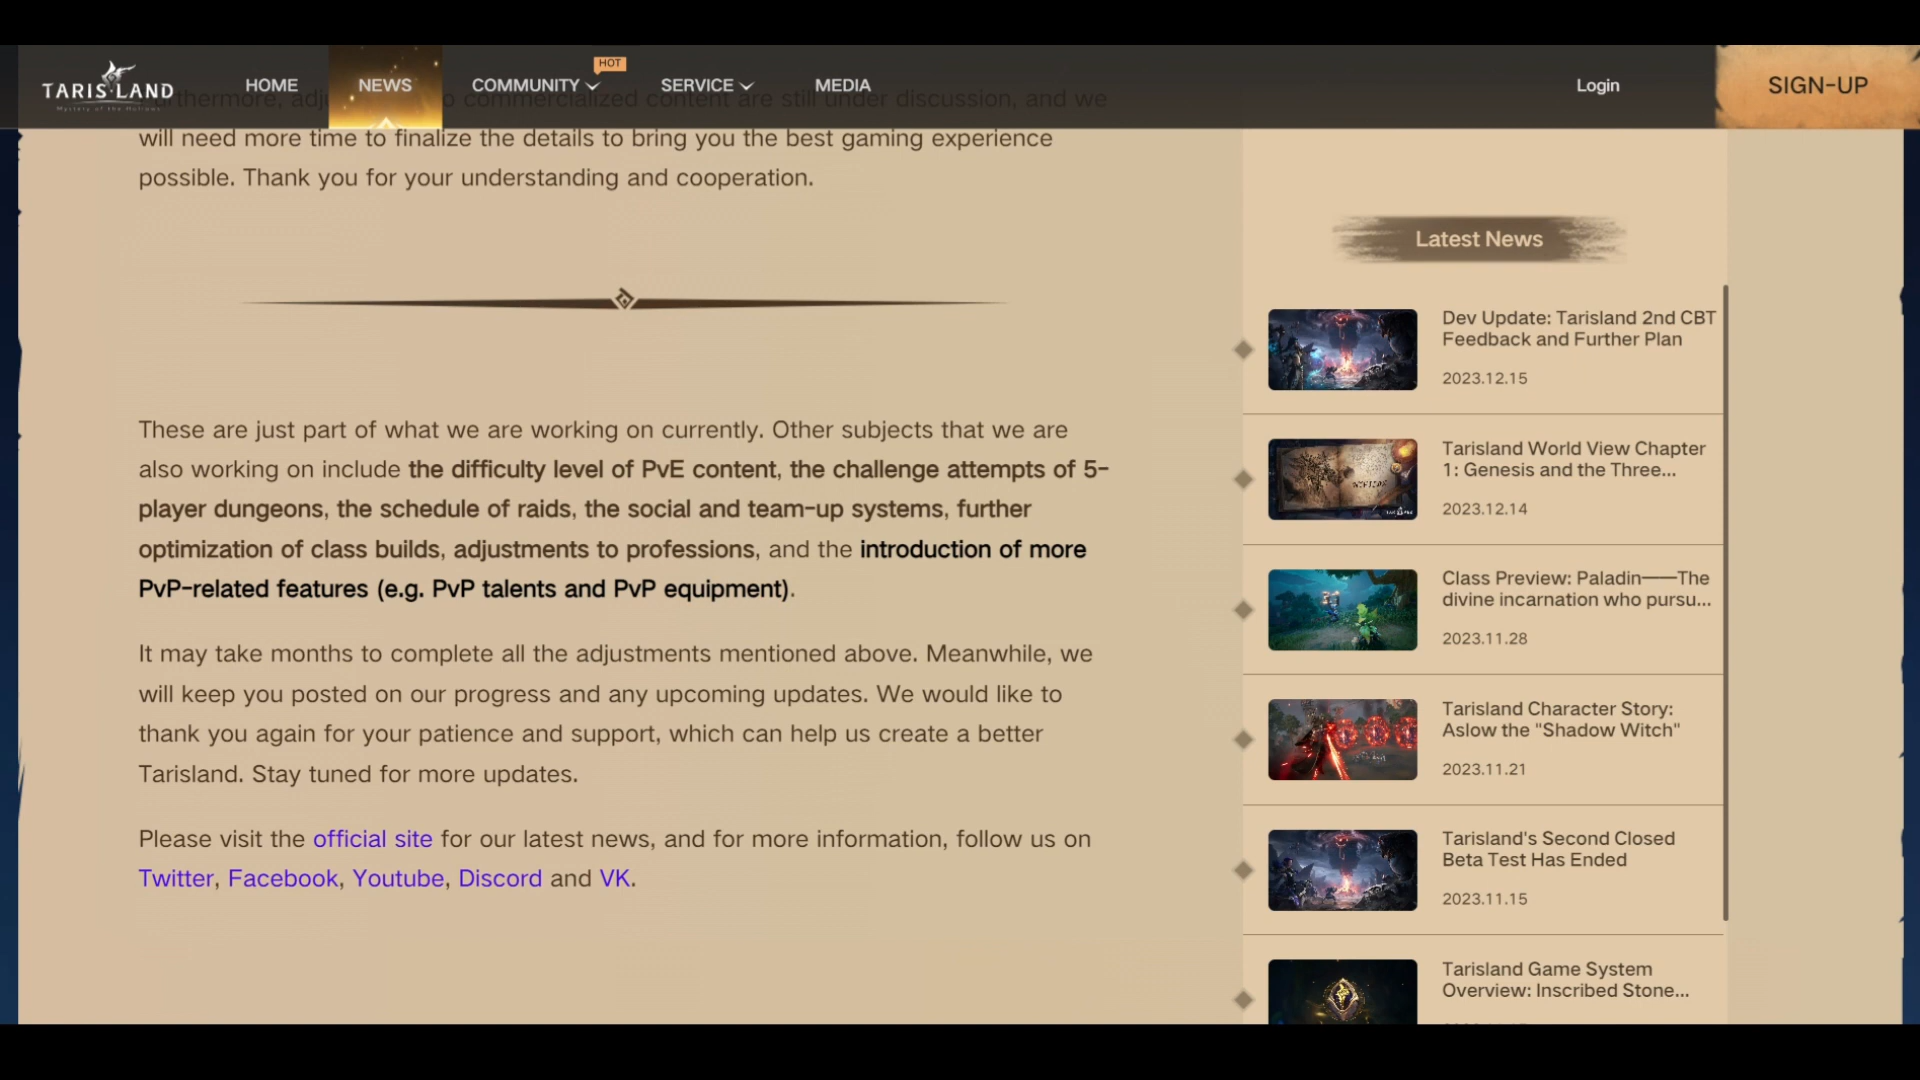 TARISLAND
HOME
NEWS
COMMUNITY
HOT
SERVICE
MEDIA
Login
SIGN-UP
Furthermore, adj o commercialized content are still under discussion, and we
will need more time to finalize the details to bring you the best gaming experience
possible. Thank you for your understanding and cooperation.
These are just part of what we are working on currently. Other subjects that we are
also working on include the difficulty level of PvE content, the challenge attempts of 5-
player dungeons, the schedule of raids, the social and team-up systems, further
optimization of class builds, adjustments to professions, and the introduction of more
PvP-related features (e.g. PvP talents and PvP equipment).
It may take months to complete all the adjustments mentioned above. Meanwhile, we
will keep you posted on our progress and any upcoming updates. We would like to
thank you again for your patience and support, which can help us create a better
Tarisland. Stay tuned for more updates.
Please visit the official site for our latest news, and for more information, follow us on
Twitter, Facebook, Youtube, Discord and VK.
Latest News
Dev Update: Tarisland 2nd CBT
Feedback and Further Plan
2023.12.15
Tarisland World View Chapter
1: Genesis and the Three...
2023.12.14
Class Preview: Paladin——The
divine incarnation who pursu...
2023.11.28
Tarisland Character Story:
Aslow the "Shadow Witch"
2023.11.21
Tarisland's Second Closed
Beta Test Has Ended
2023.11.15
Tarisland Game System
Overview: Inscribed Stone...